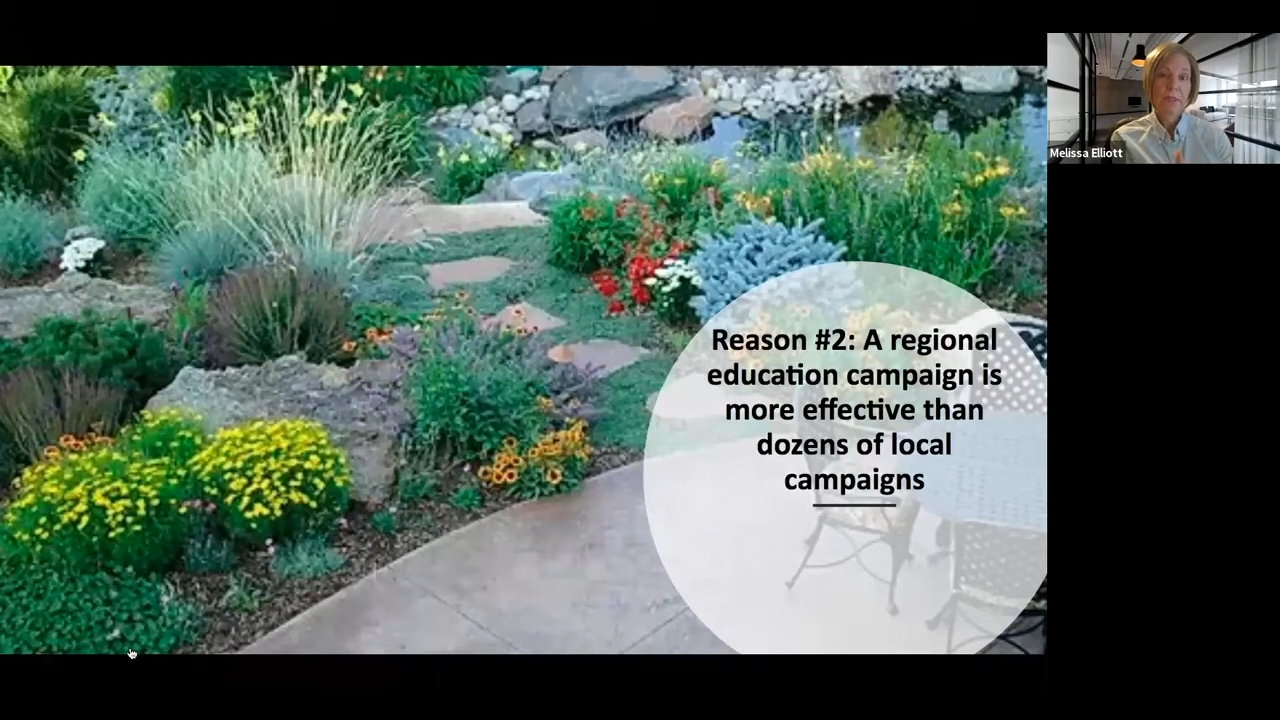 Melissa Elliott
Reason #2: A regional
education campaign is
more effective than
dozens of local
campaigns